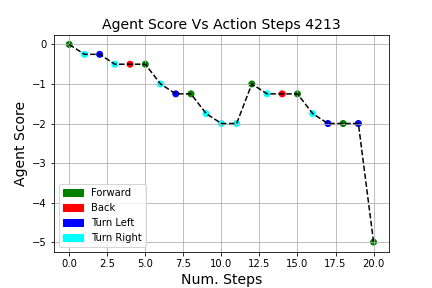 Agent Score Vs Action Steps 4213
Agent Score
0
−1
−2
−3
−4
−5
Forward
Back
Turn Left
Turn Right
0.0 2.5 5.0 7.5 10.0 12.5 15.0 17.5 20.0
Num. Steps